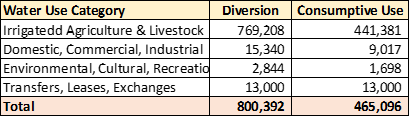 Water Use Category Diversion Consumptive Use
Irrigatedd Agriculture & Livestock 769,208 441,381
Domestic, Commercial, Industrial 15,340 9,017
Environmental, Cultural, Recreatio 2,844 1,698
Transfers, Leases, Exchanges 13,000 13,000
Total 800,392 465,096